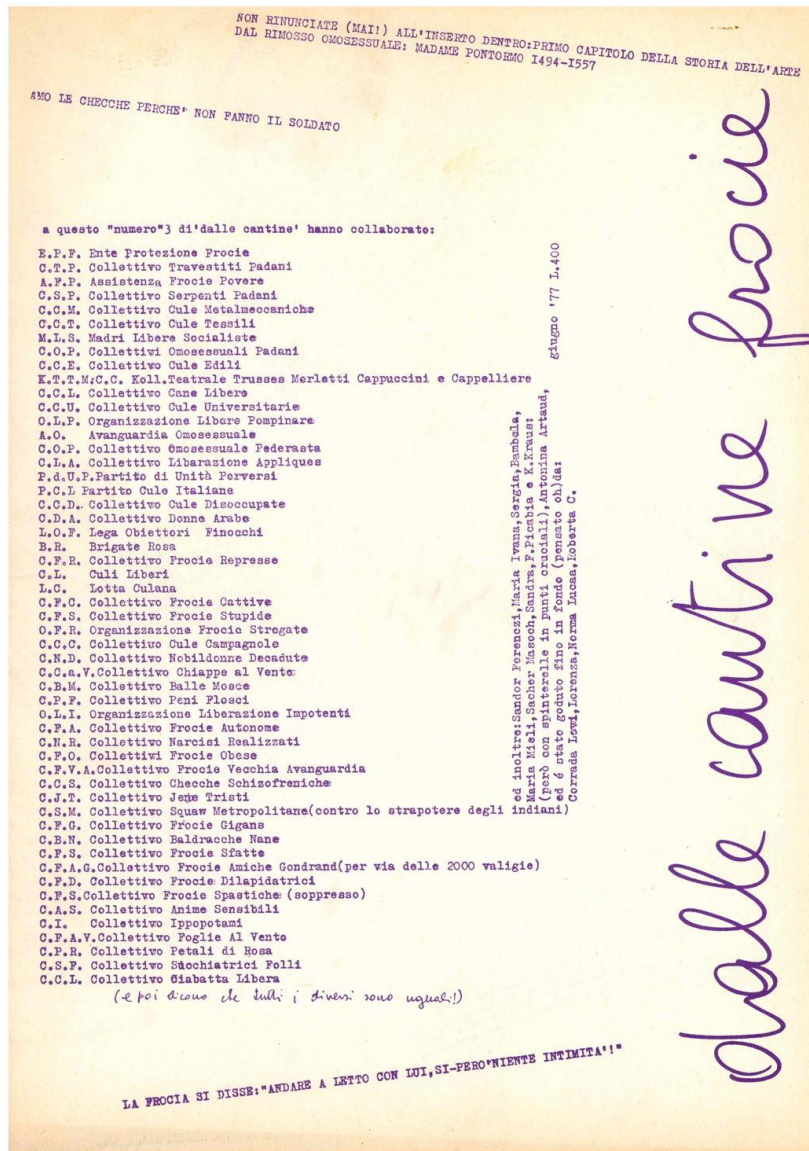 NON RINUNCIATE (MAI!) ALL'INSERTO DENTRO:PRIMO CAPITOLO DELLA STORIA DELL'ARTE
DAL RIMOSSO OMOSESSUALE: MADAME PONTORMO I494-I557
AMO LE CHECCHE PERCHE' NON FANNO IL SOLDATO
a questo "numero"3 di'dalle cantine' hanno collaborato:
E.P.F. Ente Protezione Frocie
C.T.P. Collettivo Travestiti Padani
A.F.P. Assistenza Frocie Povere
C.S.P. Collettivo Serpenti Padani
C.C.M. Collettivo Cule Metalmeccaniche
C.C.T. Collettivo Cule Tessili
M.L.S. Madri Libere Socialiste
C.O.P. Collettivi Omosessuali Padani
C.C.E. Collettivo Cule Edili
K.T.T.M:C.C. Koll.Teatrale Trusses Merletti Cappuccini e Cappelliere
C.C.L. Collettivo Cane Libero
C.C.U. Collettivo Cule Universitarie
O.L.P. Organizzazione Libere Pompinare
A.O. Avanguardia Omosessuale
C.O.P. Collettivo Omosessuale Pederasta
C.L.A. Collettivo Libarazione Appliques
P.d.U.P.Partito di Unità Perversi
P.C.I Partito Cule Italiane
C.C.D. Collettivo Cule Disoccupate
C.D.A. Collettivo Donne Arabe
L.O.F. Lega Obiettori Finocchi
B.R. Brigate Rosa
C.F.R. Collettivo Frocie Represse
C.L. Culi Liberi
L.C. Lotta Culana
C.F.C. Collettivo Frocie Cattive
C.F.S. Collettivo Frocie Stupide
O.F.R. Organizzazione Frocie Stregate
C.C.C. Collettivo Cule Campagnole
C.N.D. Collettivo Nobildonne Decadute
C.C.a.V.Collettivo Chiappe al Vento
C.B.M. Collettivo Balle Mosce
C.P.F. Collettivo Peni Flosci
O.L.I. Organizzazione Liberazione Impotenti
C.F.A. Collettivo Frocie Autonome
C.N.R. Collettivo Narcisi Realizzati
C.F.O. Collettivi Frocie Obese
C.F.V.A.Collettivo Frocie Vecchia Avanguardia
C.C.S. Collettivo Checche Schizofreniche
C.J.T. Collettivo Jene Tristi
C.S.M. Collettivo Squaw Metropolitane(contro lo strapotere degli indiani)
C.F.G. Collettivo Frocie Gigans
C.B.N. Collettivo Baldracche Nane
C.F.S. Collettivo Frocie Sfatte
C.F.A.G.Collettivo Frocie Amiche Gondrand(per via delle 2000 valigie)
C.F.D. Collettivo Frocie Dilapidatrici
C.F.S.Collettivo Frocie Spastiche (soppresso)
C.A.S. Collettivo Anime Sensibili
C.I. Collettivo Ippopotami
C.F.A.V.Collettivo Foglie Al Vento
C.P.R. Collettivo Petali di Rosa
C.S.F. Collettivo Succhiatrici Folli
C.C.L. Collettivo Ciabatta Libera
(e poi dicono che tutti i diversi sono uguali!)
ed inoltre:Sandor Ferenczi,Maria Ivana,Sergia,Bambola,
Maria Mieli,Sacher Masoch,Sandra,F.Picabia e K.Kraus:
(però con spinterelle in punti cruciali),Antonina Artaud,
ed é stato goduto fino in fondo (pensato oh)da:
Corrada Levi,Lorenza,Norma Lucaa,Roberta C.
giugno '77 L.400
dalle cantine frocie
LA FROCIA SI DISSE:"ANDARE A LETTO CON LUI,SI-PERO'NIENTE INTIMITA'!"